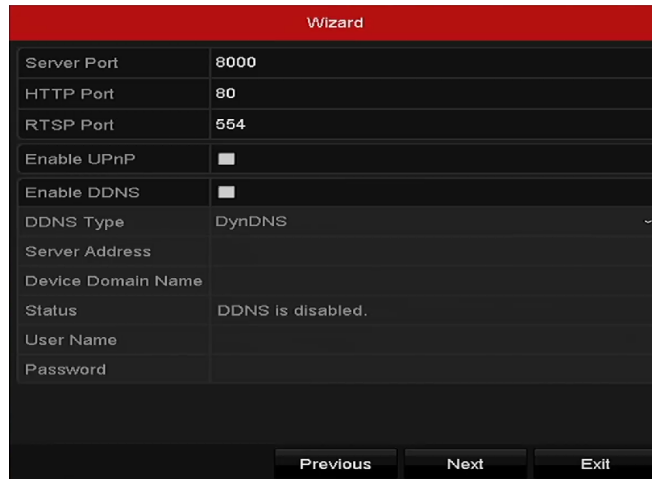 Wizard
Server Port 8000
HTTP Port 80
RTSP Port 554
Enable UPnP
Enable DDNS
DDNS Type DynDNS
Server Address
Device Domain Name
Status DDNS is disabled.
User Name
Password
Previous Next Exit